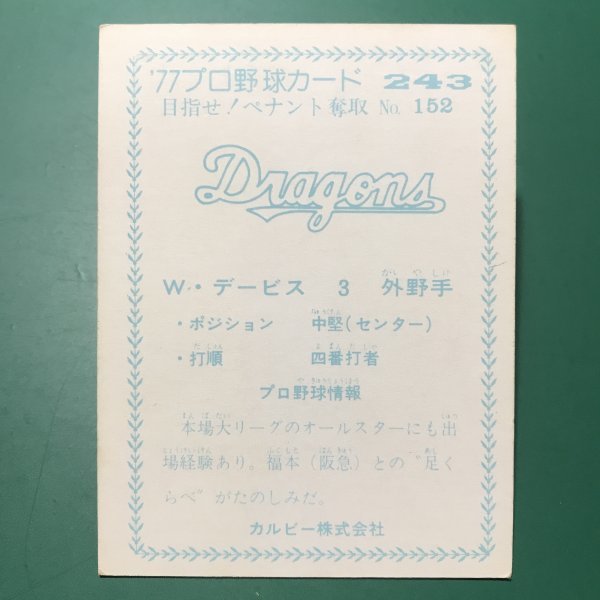 '77プロ野球カード 243
目指せ!ペナント奪取 No. 152
Dragons
W・デービス 3 外野手
・ポジション 中堅(センター)
・打順 四番打者
プロ野球情報
本場大リーグのオールスターにも出
場経験あり。福本(阪急)との“足く
らべ”がたのしみだ。
カルビー株式会社